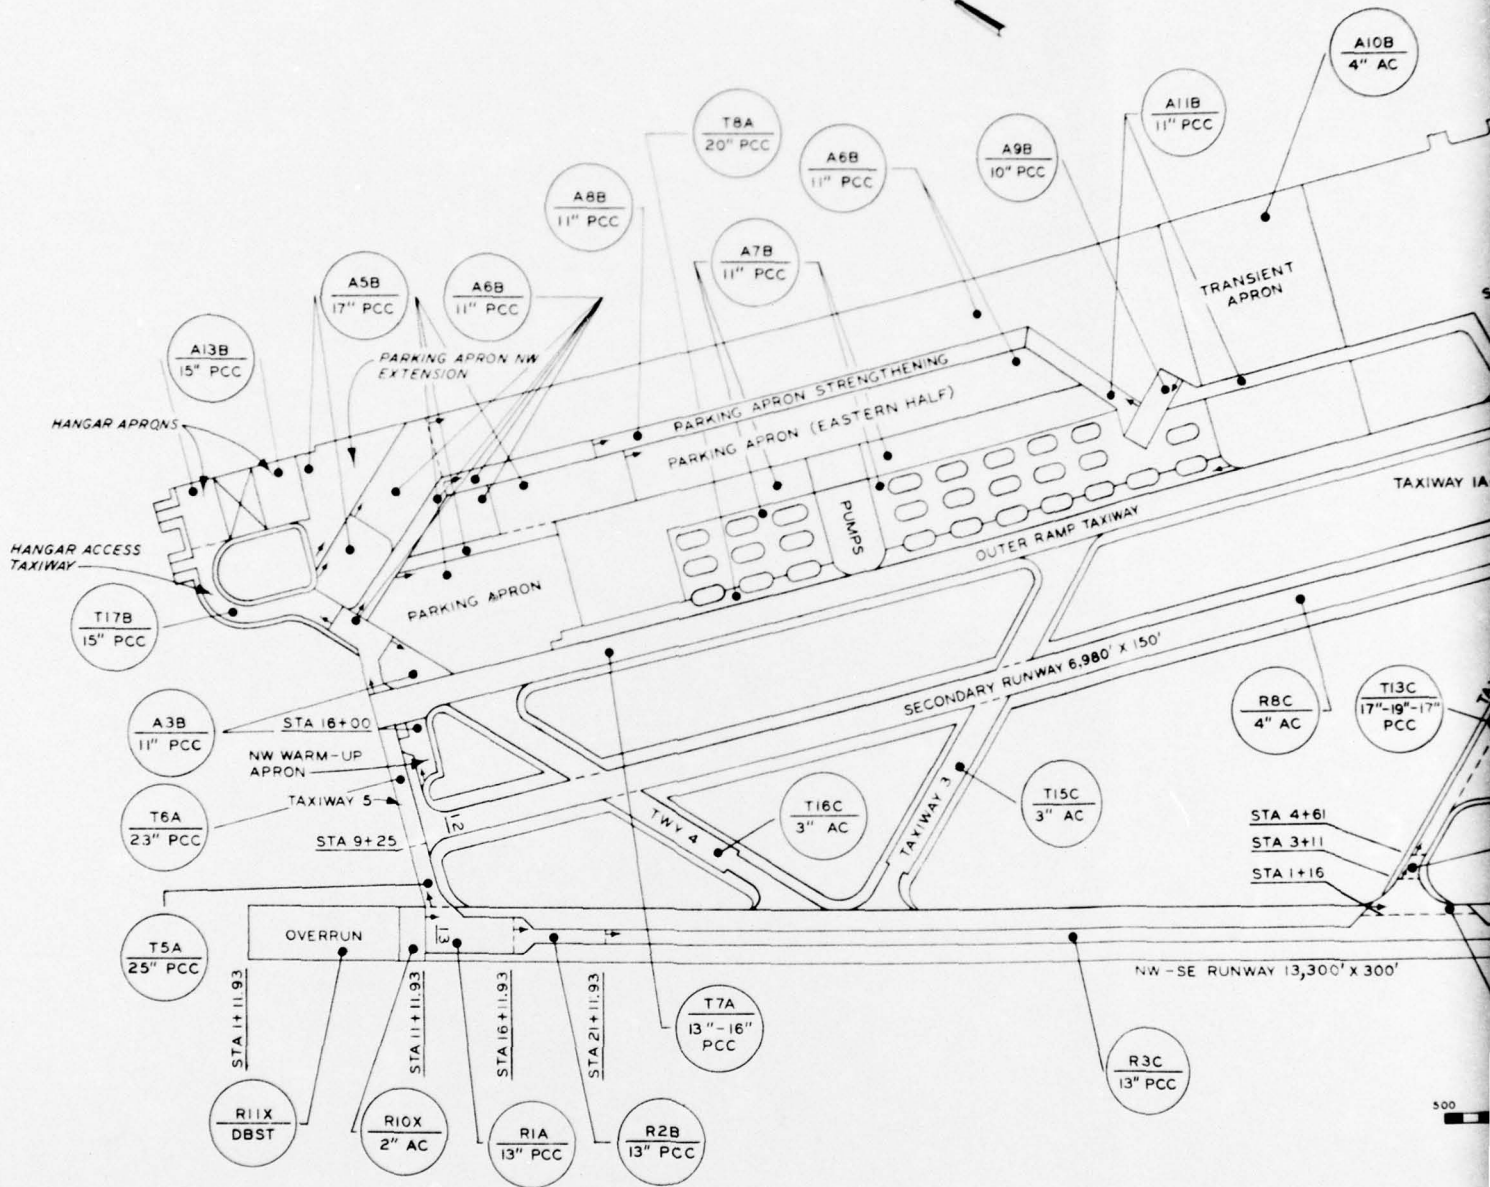 A10B
4" AC
A11B
11" PCC
T8A
20" PCC
A6B
11" PCC
A9B
10" PCC
A8B
11" PCC
A7B
11" PCC
A5B
17" PCC
A6B
11" PCC
TRANSIENT
APRON
A13B
15" PCC
PARKING APRON NW
EXTENSION
PARKING APRON STRENGTHENING
PARKING APRON (EASTERN HALF)
HANGAR APRONS
TAXIWAY 1A
PUMPS
OUTER RAMP TAXIWAY
HANGAR ACCESS
TAXIWAY
PARKING APRON
T17B
15" PCC
SECONDARY RUNWAY 6,980' X 150'
R8C
4" AC
T13C
17"-19"-17"
PCC
A3B
11" PCC
STA 16+00
NW WARM-UP
APRON
TAXIWAY 5
T6A
23" PCC
STA 9+25
12
TWY 4
T16C
3" AC
TAXIWAY 3
T15C
3" AC
STA 4+61
STA 3+11
STA 1+16
T5A
25" PCC
OVERRUN
13
NW-SE RUNWAY 13,300' X 300'
STA 1+11.93
STA 11+11.93
STA 16+11.93
STA 21+11.93
T7A
13"-16"
PCC
R3C
13" PCC
R11X
DBST
R10X
2" AC
R1A
13" PCC
R2B
13" PCC
500